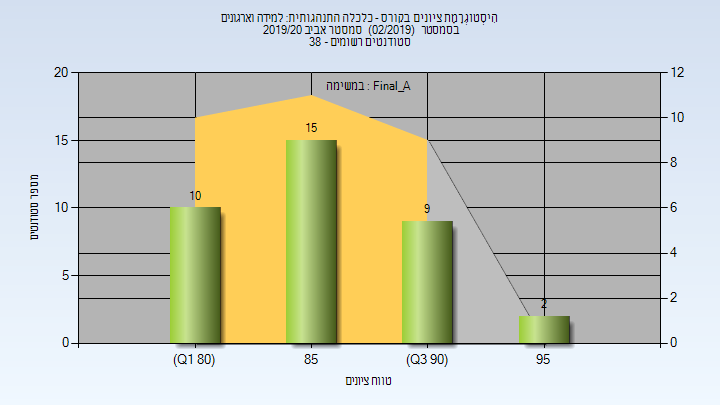 היסטוגרמת ציונים בקורס - כלכלה התנהגותית: למידה וארגונים
בסמסטר (02/2019) סמסטר אביב 2019/20
סטודנטים רשומים - 38
במשימה : Final_A
20
15
10
5
0
12
10
8
6
4
2
0
מספר סטודנטים
10
15
9
2
(Q1 80)
85
(Q3 90)
95
טווח ציונים